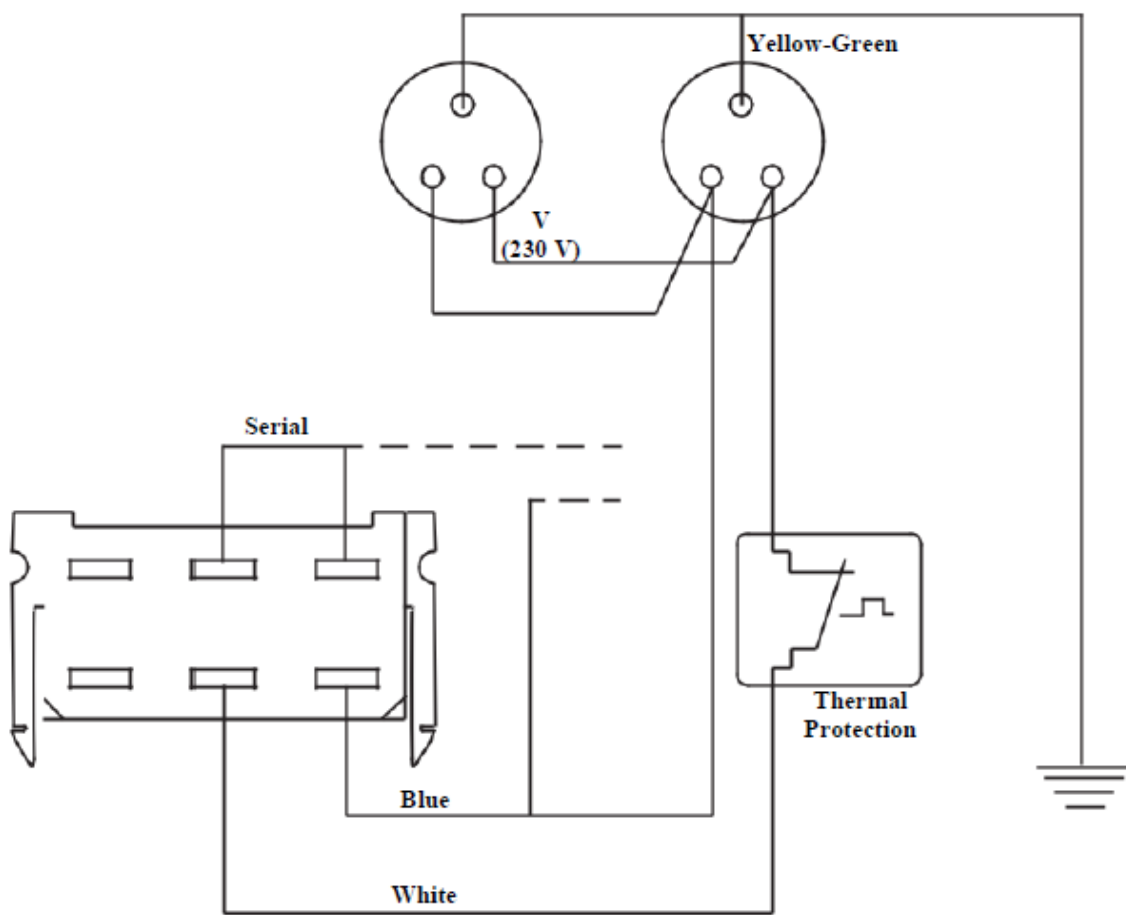 Yellow-Green
V
(230 V)
Serial
Thermal
Protection
Blue
White